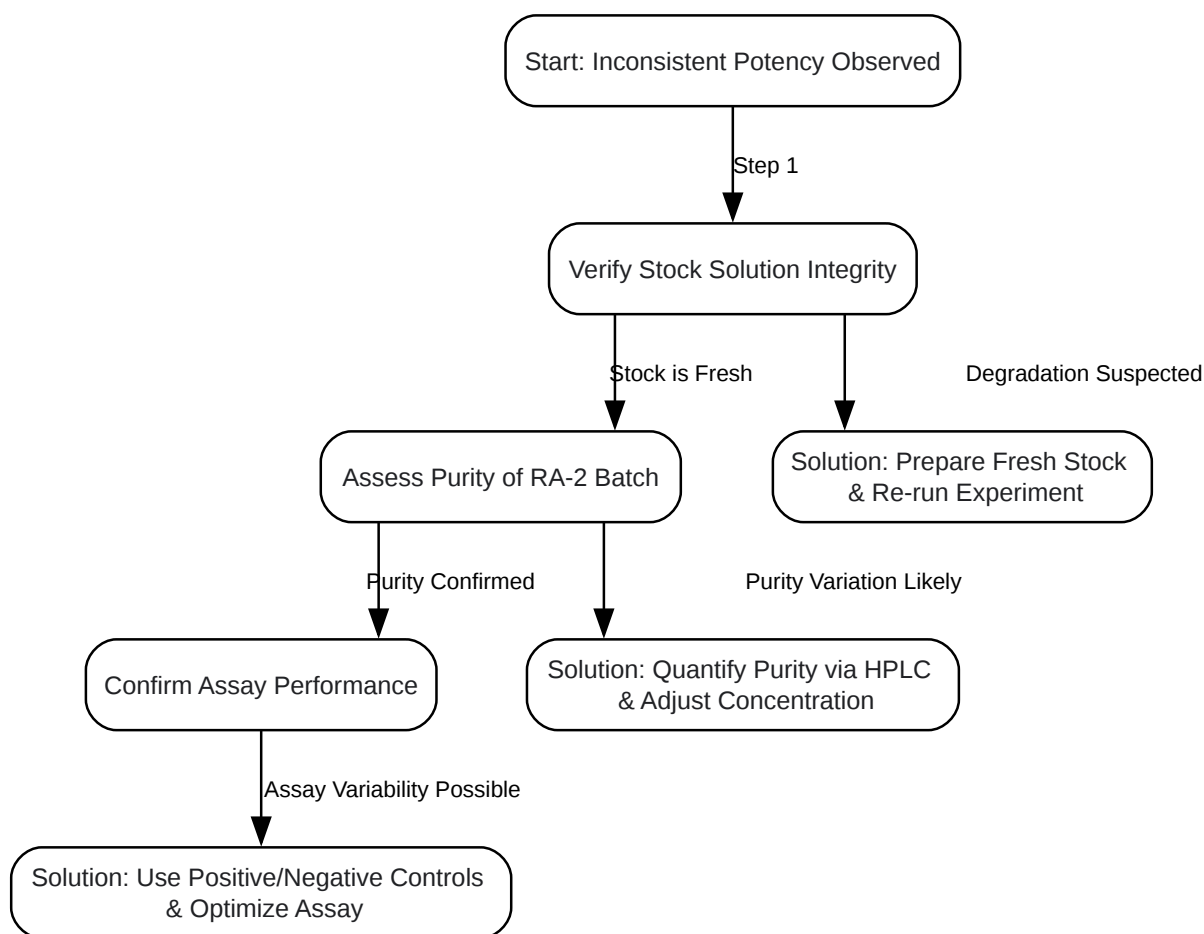 Start: Inconsistent Potency Observed
Step 1
Verify Stock Solution Integrity
Stock is Fresh
Degradation Suspected
Assess Purity of RA-2 Batch
Solution: Prepare Fresh Stock
& Re-run Experiment
Purity Confirmed
Purity Variation Likely
Confirm Assay Performance
Solution: Quantify Purity via HPLC
& Adjust Concentration
Assay Variability Possible
Solution: Use Positive/Negative Controls
& Optimize Assay